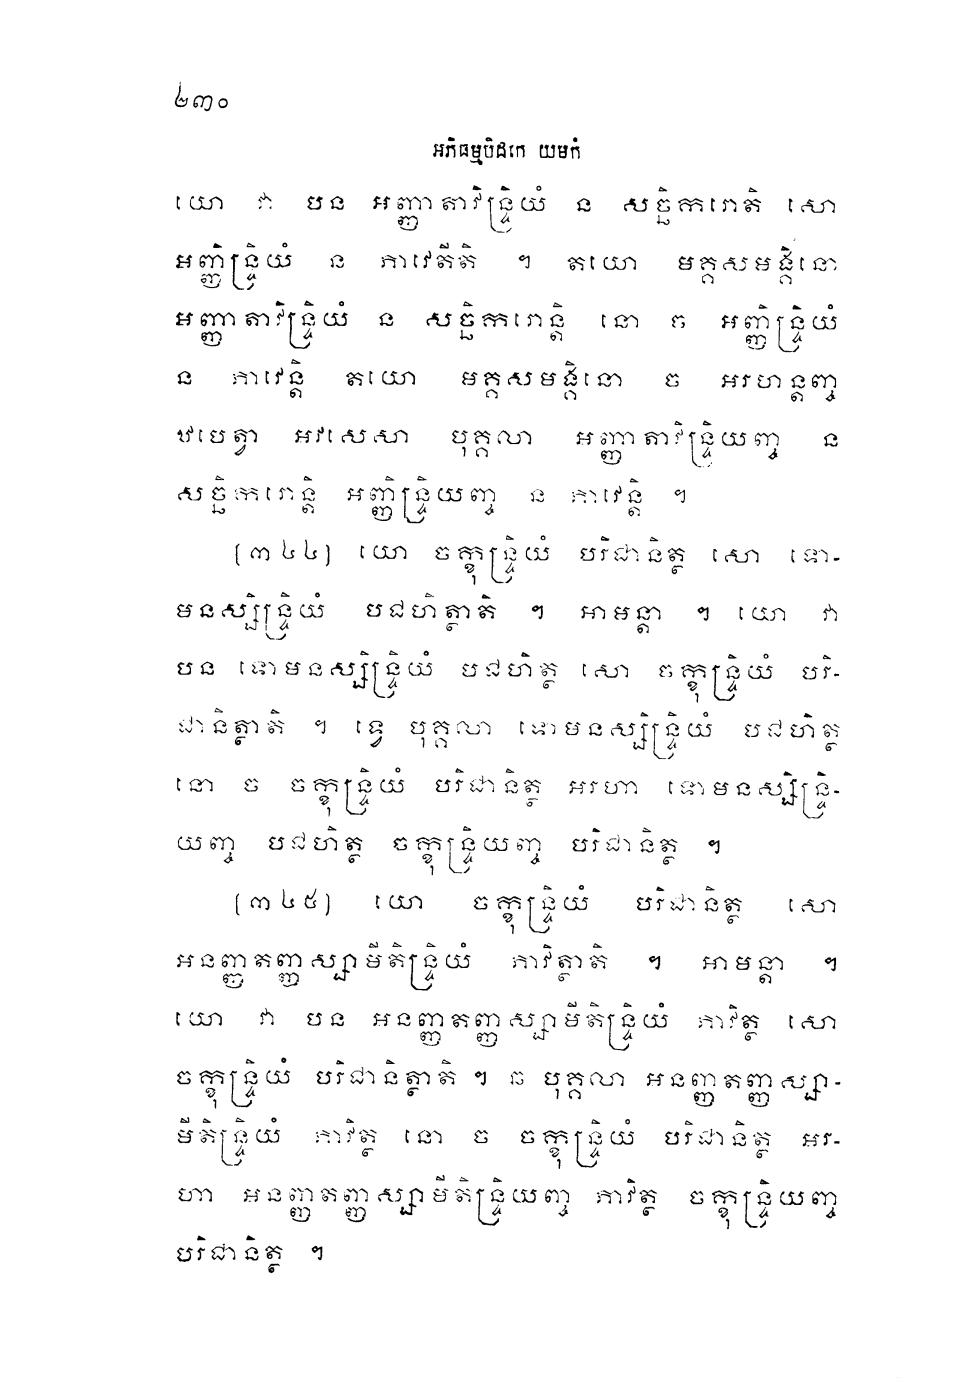 ២៣០
អភិធម្មបិដកេ យមកំ
យោ វា បន អញ្ញាតាវិន្ទ្រិយំ ន សច្ឆិករោតិ សោ
អញ្ញិន្ទ្រិយំ ន ភាវេតីតិ ។ តយោ មគ្គសមង្គិនោ
អញ្ញាតាវិន្ទ្រិយំ ន សច្ឆិករោន្តិ នោ ច អញ្ញិន្ទ្រិយំ
ន ភាវេន្តិ តយោ មគ្គសមង្គិនោ ច អរហន្តញ្ច
ឋបេត្វា អវសេសា បុគ្គលា អញ្ញាតាវិន្ទ្រិយញ្ច ន
សច្ឆិករោន្តិ អញ្ញិន្ទ្រិយញ្ច ន ភាវេន្តិ ។
(៣៤៤) យោ ចក្ខុន្ទ្រិយំ បរិជានិត្ថ សោ ទោ-
មនស្សិន្ទ្រិយំ បជហិត្ថាតិ ។ អាមន្តា ។ យោ វា
បន ទោមនស្សិន្ទ្រិយំ បជហិត្ថ សោ ចក្ខុន្ទ្រិយំ បរិ-
ជានិត្ថាតិ ។ ទ្វេ បុគ្គលា ទោមនស្សិន្ទ្រិយំ បជហិត្ថ
នោ ច ចក្ខុន្ទ្រិយំ បរិជានិត្ថ អរហា ទោមនស្សិន្ទ្រិ-
យញ្ច បជហិត្ថ ចក្ខុន្ទ្រិយញ្ច បរិជានិត្ថ ។
(៣៤៥) យោ ចក្ខុន្ទ្រិយំ បរិជានិត្ថ សោ
អនញ្ញតញ្ញស្សាមីតិន្ទ្រិយំ ភាវិត្ថាតិ ។ អាមន្តា ។
យោ វា បន អនញ្ញតញ្ញស្សាមីតិន្ទ្រិយំ ភាវិត្ថ សោ
ចក្ខុន្ទ្រិយំ បរិជានិត្ថាតិ ។ ឆ បុគ្គលា អនញ្ញតញ្ញស្សា-
មីតិន្ទ្រិយំ ភាវិត្ថ នោ ច ចក្ខុន្ទ្រិយំ បរិជានិត្ថ អរ-
ហា អនញ្ញតញ្ញស្សាមីតិន្ទ្រិយញ្ច ភាវិត្ថ ចក្ខុន្ទ្រិយញ្ច
បរិជានិត្ថ ។